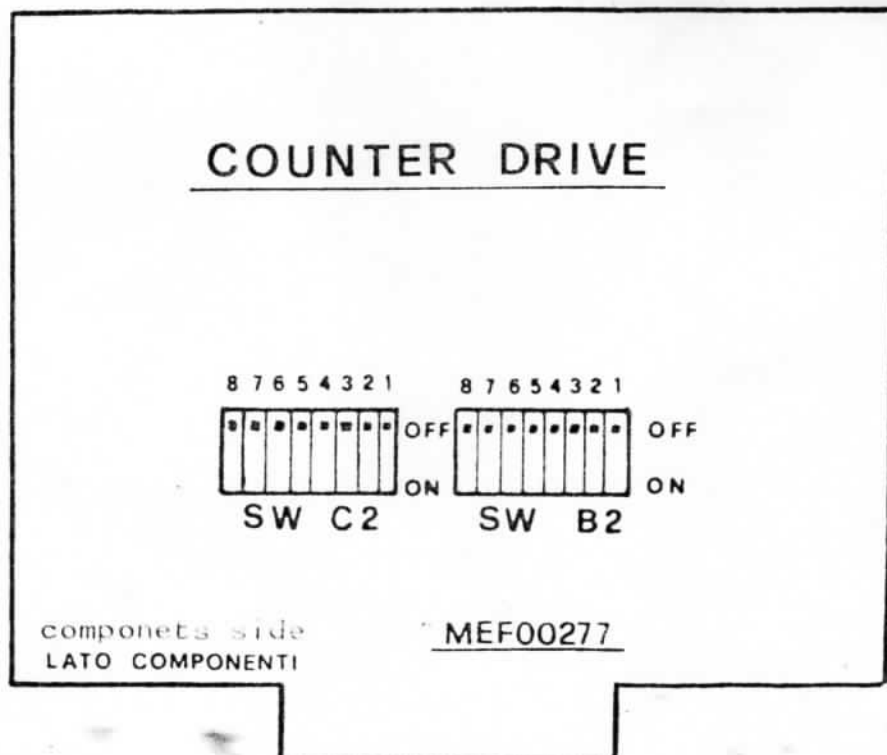 COUNTER DRIVE
8 7 6 5 4 3 2 1 8 7 6 5 4 3 2 1
OFF OFF
ON ON
SW C2 SW B2
componets side MEF00277
LATO COMPONENTI